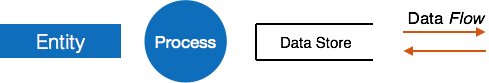 Entity
Process
Data Store
Data Flow